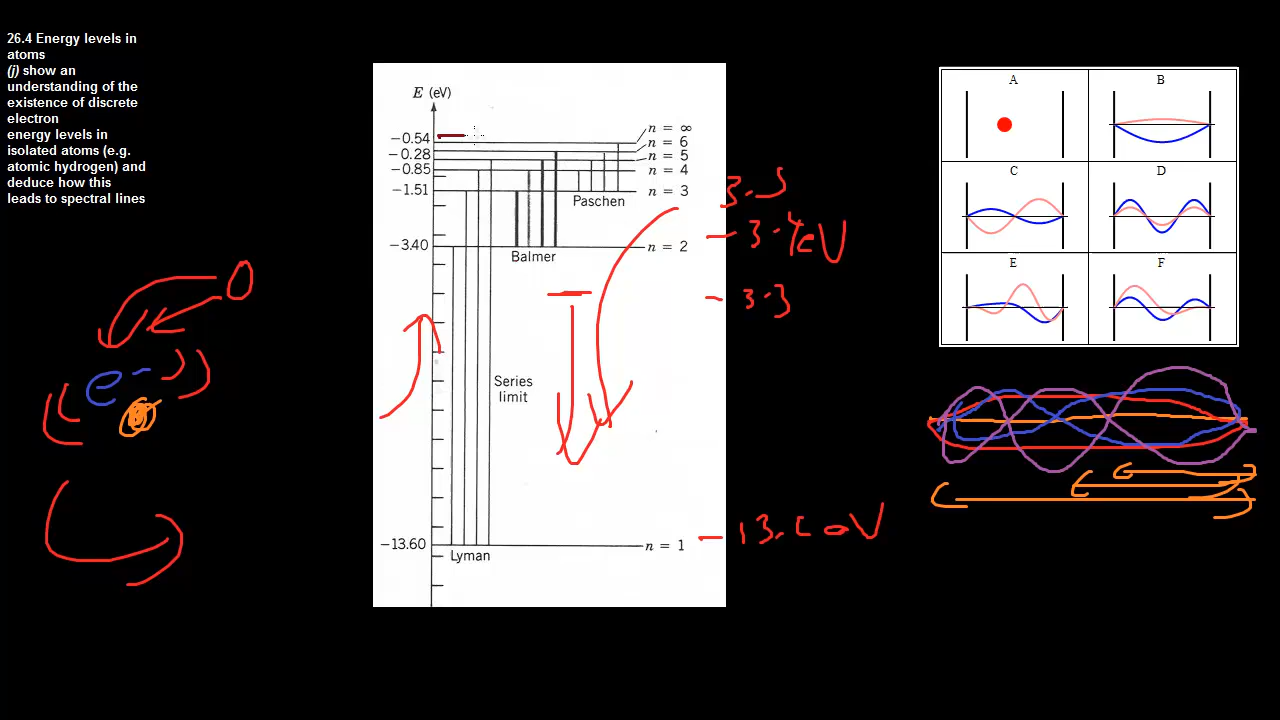 26.4 Energy levels in
atoms
(j) show an
understanding of the
existence of discrete
electron
energy levels in
isolated atoms (e.g.
atomic hydrogen) and
deduce how this
leads to spectral lines
E (eV)
−0.54
−0.28
−0.85
−1.51
−3.40
−13.60
n = ∞
n = 6
n = 5
n = 4
n = 3
n = 2
n = 1
Paschen
Balmer
Series
limit
Lyman
- 3.4eV
- 3.3
A
B
C
D
E
F